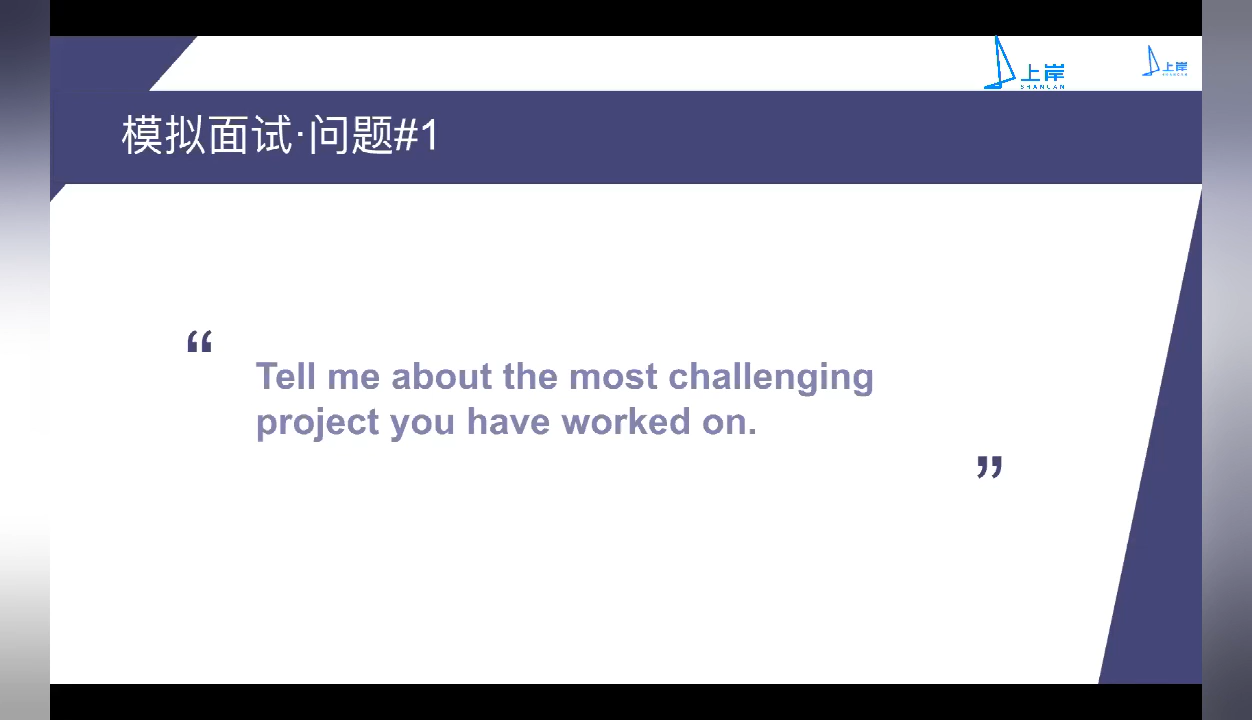 上岸
SHANGAN
上岸
模拟面试·问题#1
“
Tell me about the most challenging
project you have worked on.
”